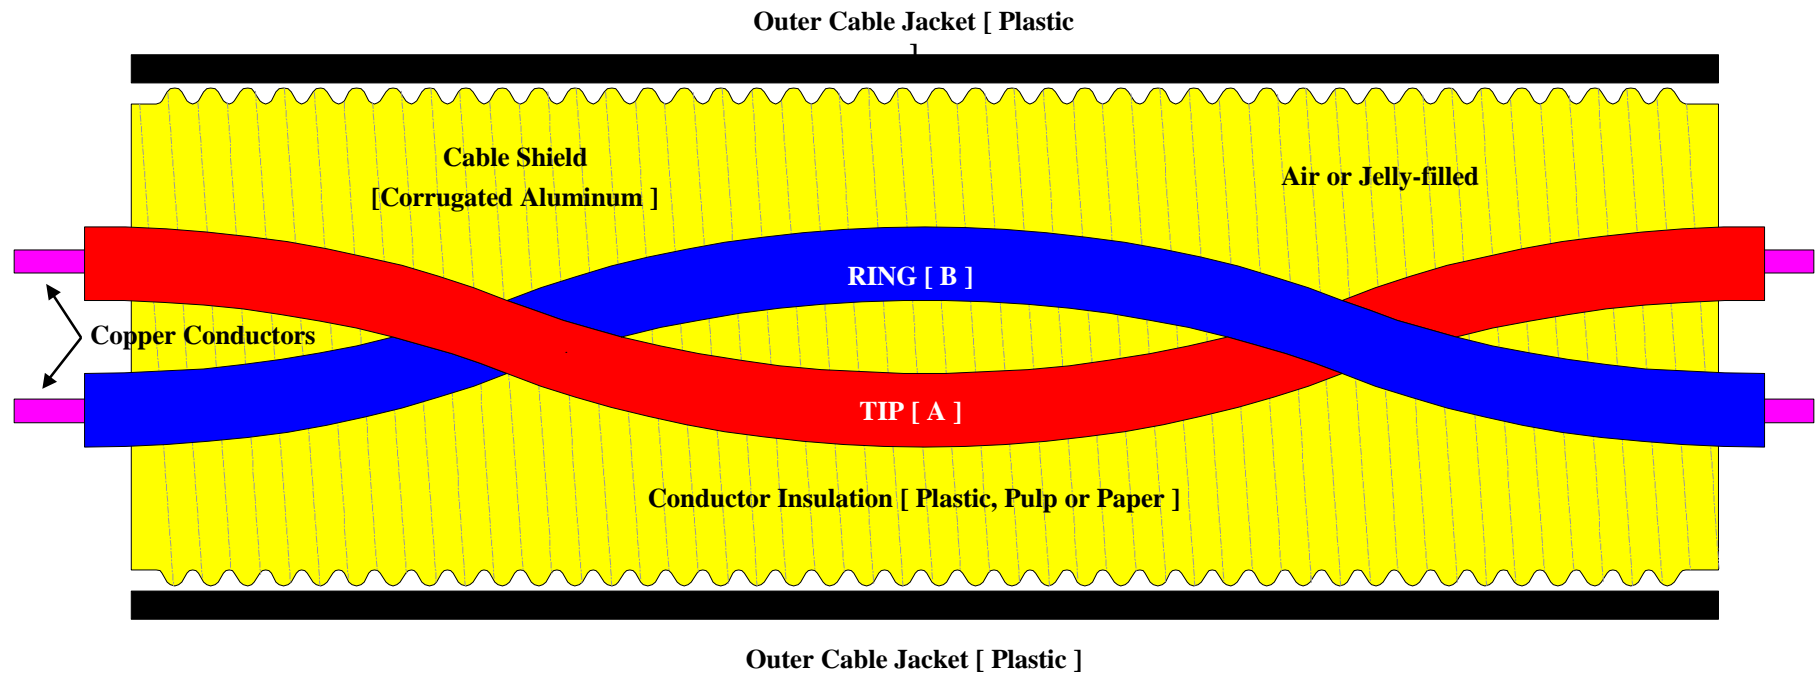 Outer Cable Jacket [ Plastic
]
Cable Shield
[Corrugated Aluminum ]
Air or Jelly-filled
RING [ B ]
Copper Conductors
TIP [ A ]
Conductor Insulation [ Plastic, Pulp or Paper ]
Outer Cable Jacket [ Plastic ]